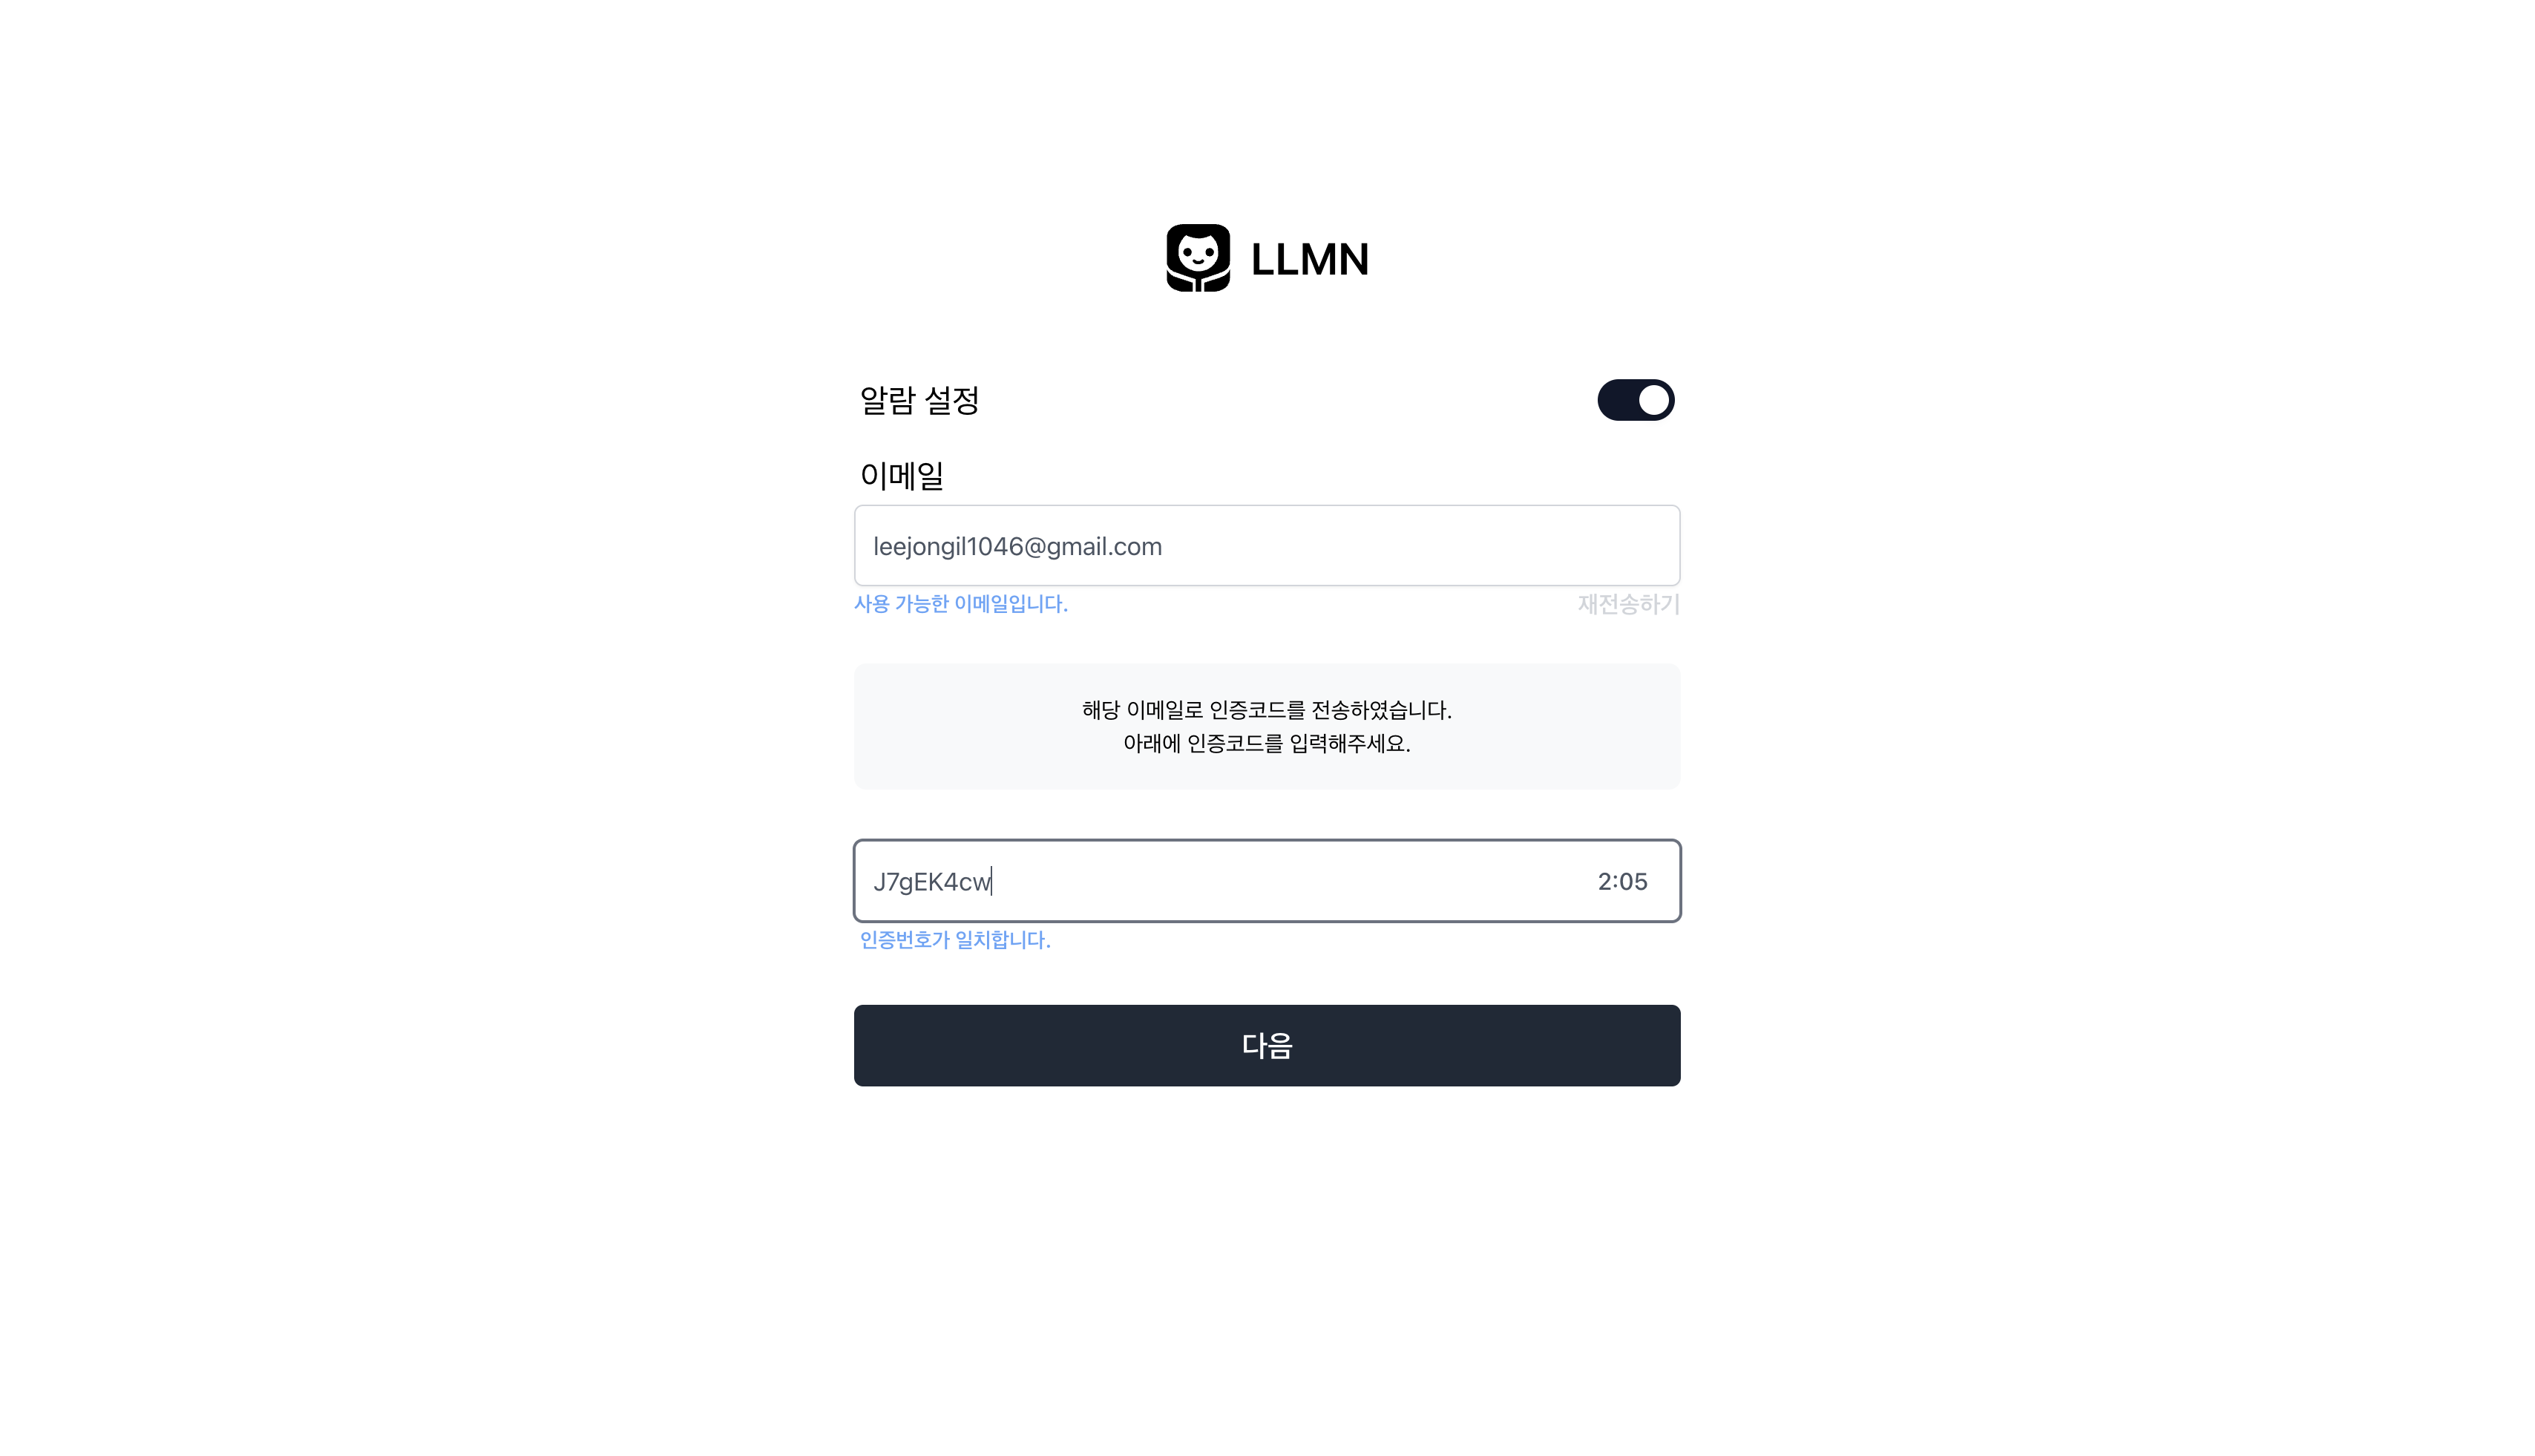 LLMN
알람 설정
이메일
leejongil1046@gmail.com
사용 가능한 이메일입니다.
재전송하기
해당 이메일로 인증코드를 전송하였습니다.
아래에 인증코드를 입력해주세요.
J7gEK4cw
2:05
인증번호가 일치합니다.
다음